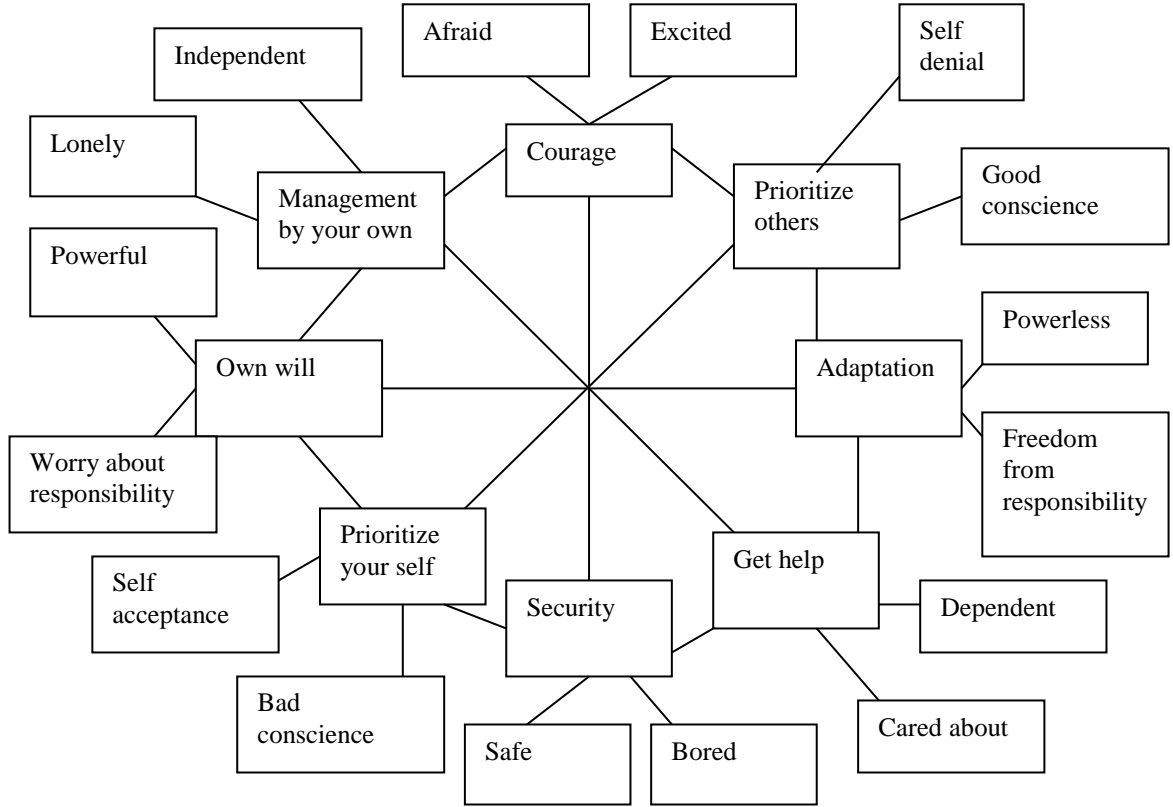 Afraid
Excited
Self
denial
Independent
Lonely
Courage
Management
by your own
Prioritize
others
Good
conscience
Powerful
Powerless
Own will
Adaptation
Worry about
responsibility
Freedom
from
responsibility
Prioritize
your self
Get help
Self
acceptance
Security
Dependent
Bad
conscience
Safe
Bored
Cared about